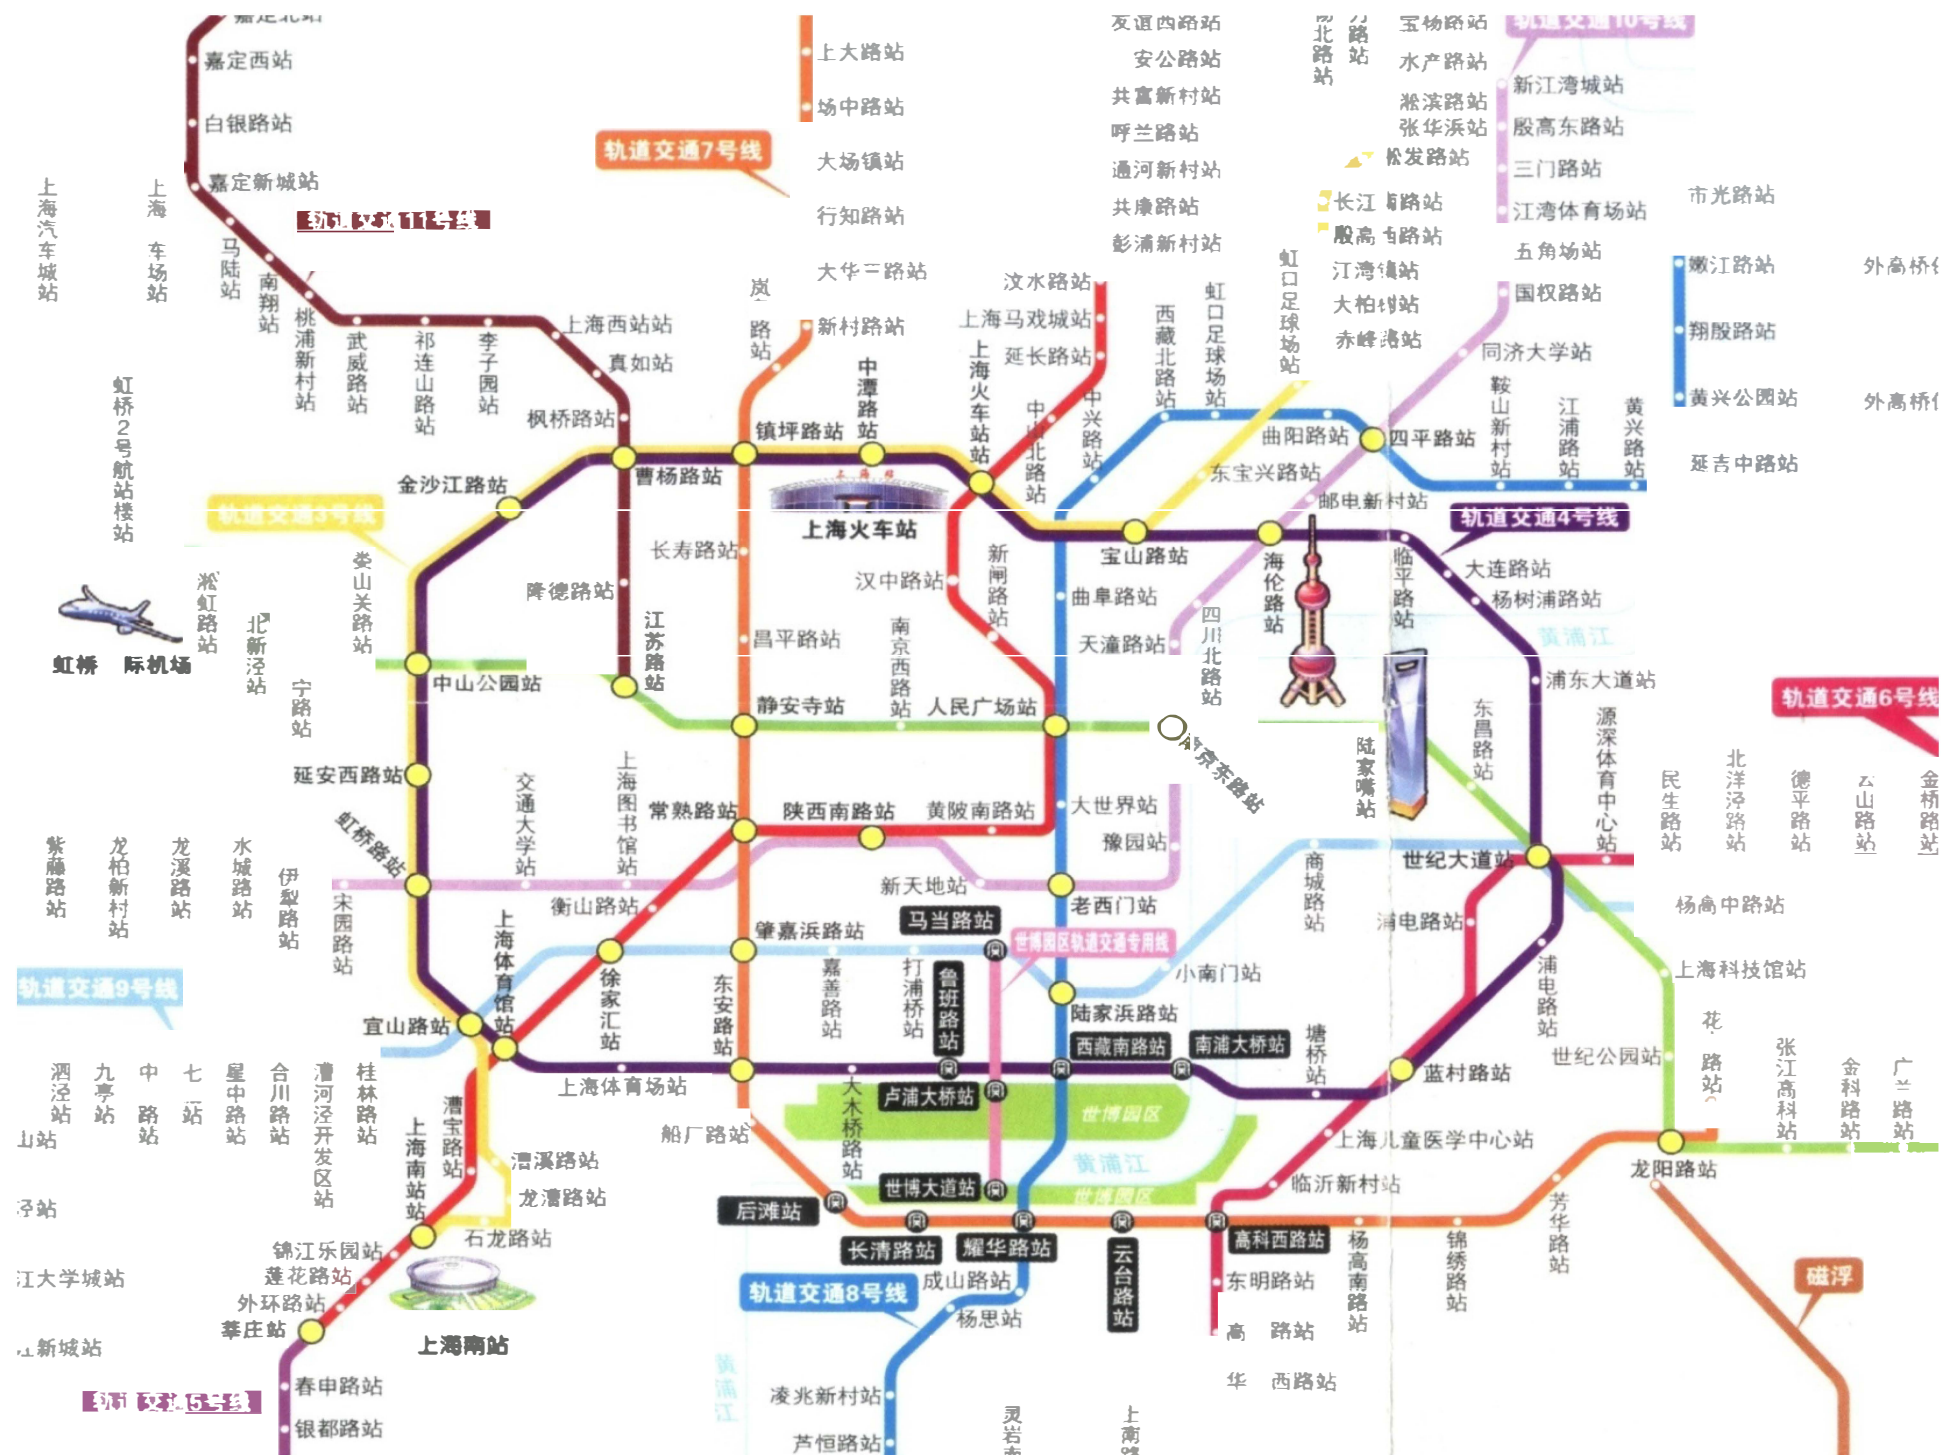 嘉定西站
白银路站
嘉定新城站
马陆站
南翔站
桃浦新村站
武威路站
祁连山路站
李子园站
上海西站站
真如站
枫桥路站
曹杨路站
隆德路站
江苏路站
上海汽车城站
轨道交通11号线
轨道交通7号线
上大路站
场中路站
大场镇站
行知路站
新村路站
镇坪路站
中潭路站
长寿路站
昌平路站
静安寺站
常熟路站
肇嘉浜路站
东安路站
船厂路站
后滩站
长清路站
耀华路站
云台路站
高科西路站
杨高南路站
锦绣路站
芳华路站
龙阳路站
友谊西路站
安公路站
共富新村站
呼兰路站
通河新村站
共康路站
彭浦新村站
汶水路站
上海马戏城站
延长路站
中山北路站
上海火车站站
上海火车站
汉中路站
新闸路站
人民广场站
黄陂南路站
陕西南路站
衡山路站
徐家汇站
上海体育馆站
漕宝路站
上海南站站
锦江乐园站
莲花路站
外环路站
莘庄站
春申路站
银都路站
轨道交通5号线
上海南站
宝杨路站
水产路站
淞滨路站
张华浜站
淞发路站
江湾镇站
大柏树站
赤峰路站
虹口足球场站
东宝兴路站
宝山路站
轨道交通10号线
新江湾城站
殷高东路站
三门路站
江湾体育场站
五角场站
国权路站
同济大学站
四平路站
邮电新村站
海伦路站
四川北路站
天潼路站
南京东路站
豫园站
老西门站
新天地站
上海图书馆站
交通大学站
虹桥路站
宋园路站
伊犁路站
水城路站
龙溪路站
龙柏新村站
紫藤路站
市光路站
嫩江路站
翔殷路站
黄兴公园站
延吉中路站
黄兴路站
江浦路站
鞍山新村站
曲阳路站
虹口足球场站
西藏北路站
中兴路站
曲阜路站
大世界站
陆家浜路站
西藏南路站
成山路站
杨思站
凌兆新村站
芦恒路站
轨道交通8号线
轨道交通3号线
金沙江路站
中山公园站
延安西路站
宜山路站
漕溪路站
龙漕路站
石龙路站
轨道交通4号线
临平路站
大连路站
杨树浦路站
浦东大道站
世纪大道站
浦电路站
浦电路站
蓝村路站
塘桥站
南浦大桥站
鲁班路站
大木桥路站
上海体育场站
虹桥2号航站楼站
淞虹路站
北新泾站
娄山关路站
南京西路站
陆家嘴站
东昌路站
上海科技馆站
世纪公园站
张江高科站
金科路站
广兰路站
轨道交通6号线
源深体育中心站
民生路站
北洋泾路站
德平路站
云山路站
上海儿童医学中心站
临沂新村站
东明路站
轨道交通9号线
泗泾站
九亭站
星中路站
合川路站
漕河泾开发区站
桂林路站
嘉善路站
打浦桥站
马当路站
小南门站
商城路站
杨高中路站
世博园区轨道交通专用线
卢浦大桥站
世博大道站
世博园区
世博园区
黄浦江
黄浦江
黄浦江
磁浮